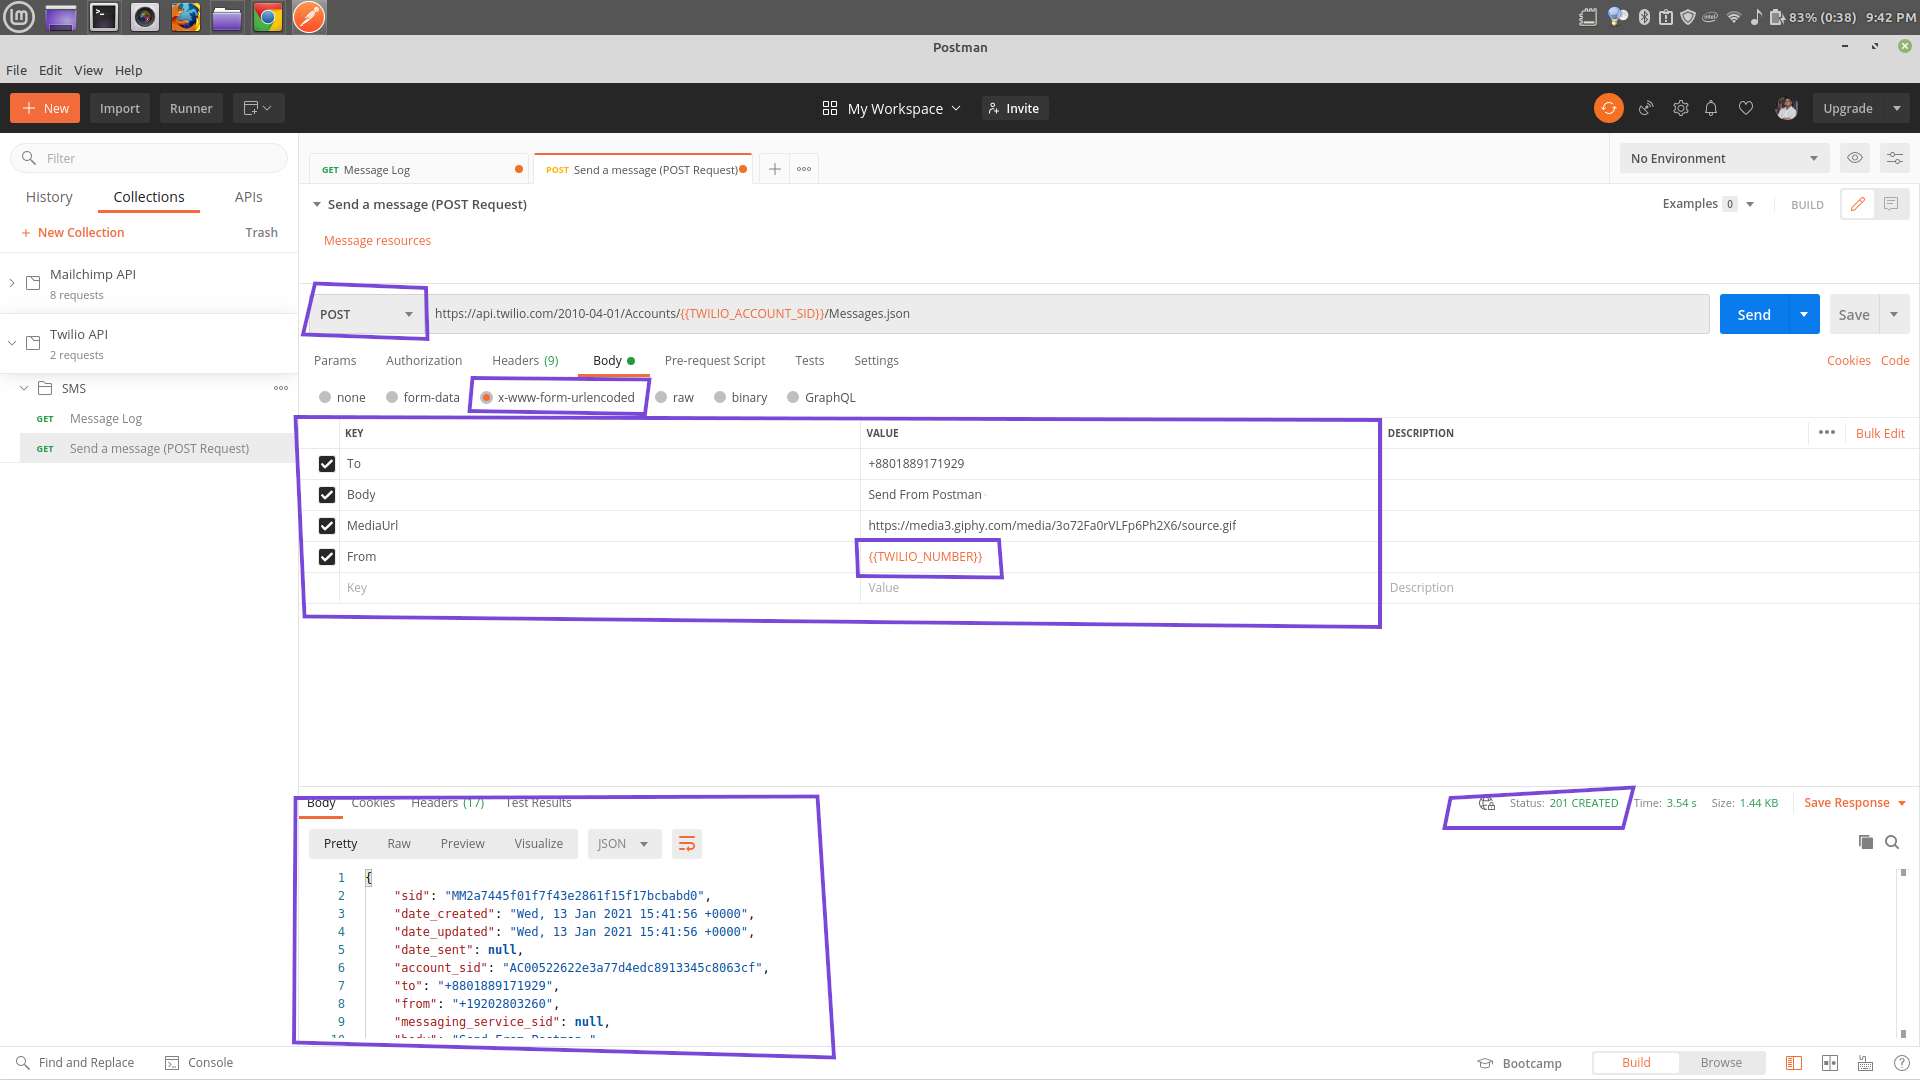 83% (0:38) 9:42 PM
Postman
File Edit View Help
+ New Import Runner My Workspace Invite Upgrade
Filter
History Collections APIs
+ New Collection Trash
Mailchimp API
8 requests
Twilio API
2 requests
SMS
GET Message Log
GET Send a message (POST Request)
GET Message Log POST Send a message (POST Request)
No Environment
Send a message (POST Request) Examples 0 BUILD
Message resources
POST https://api.twilio.com/2010-04-01/Accounts/{{TWILIO_ACCOUNT_SID}}/Messages.json Send Save
Params Authorization Headers (9) Body Pre-request Script Tests Settings Cookies Code
none form-data x-www-form-urlencoded raw binary GraphQL
KEY VALUE DESCRIPTION Bulk Edit
To +8801889171929
Body Send From Postman
MediaUrl https://media3.giphy.com/media/3o72Fa0rVLFp6Ph2X6/source.gif
From {{TWILIO_NUMBER}}
Key Value Description
Body Cookies Headers (17) Test Results Status: 201 CREATED Time: 3.54 s Size: 1.44 KB Save Response
Pretty Raw Preview Visualize JSON
1 {
2 "sid": "MM2a7445f01f7f43e2861f15f17bcbabd0",
3 "date_created": "Wed, 13 Jan 2021 15:41:56 +0000",
4 "date_updated": "Wed, 13 Jan 2021 15:41:56 +0000",
5 "date_sent": null,
6 "account_sid": "AC00522622e3a77d4edc8913345c8063cf",
7 "to": "+8801889171929",
8 "from": "+19202803260",
9 "messaging_service_sid": null,
10 "body": "Send From Postman "
Find and Replace Console Bootcamp Build Browse